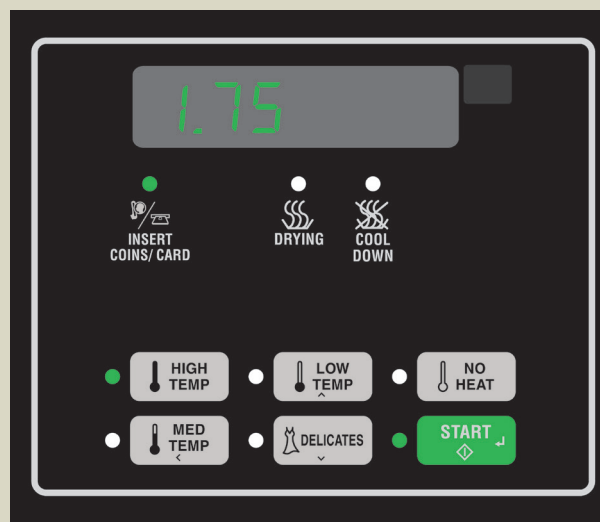 1.75
INSERT
COINS/CARD
DRYING
COOL
DOWN
HIGH
TEMP
LOW
TEMP
NO
HEAT
MED
TEMP
DELICATES
START